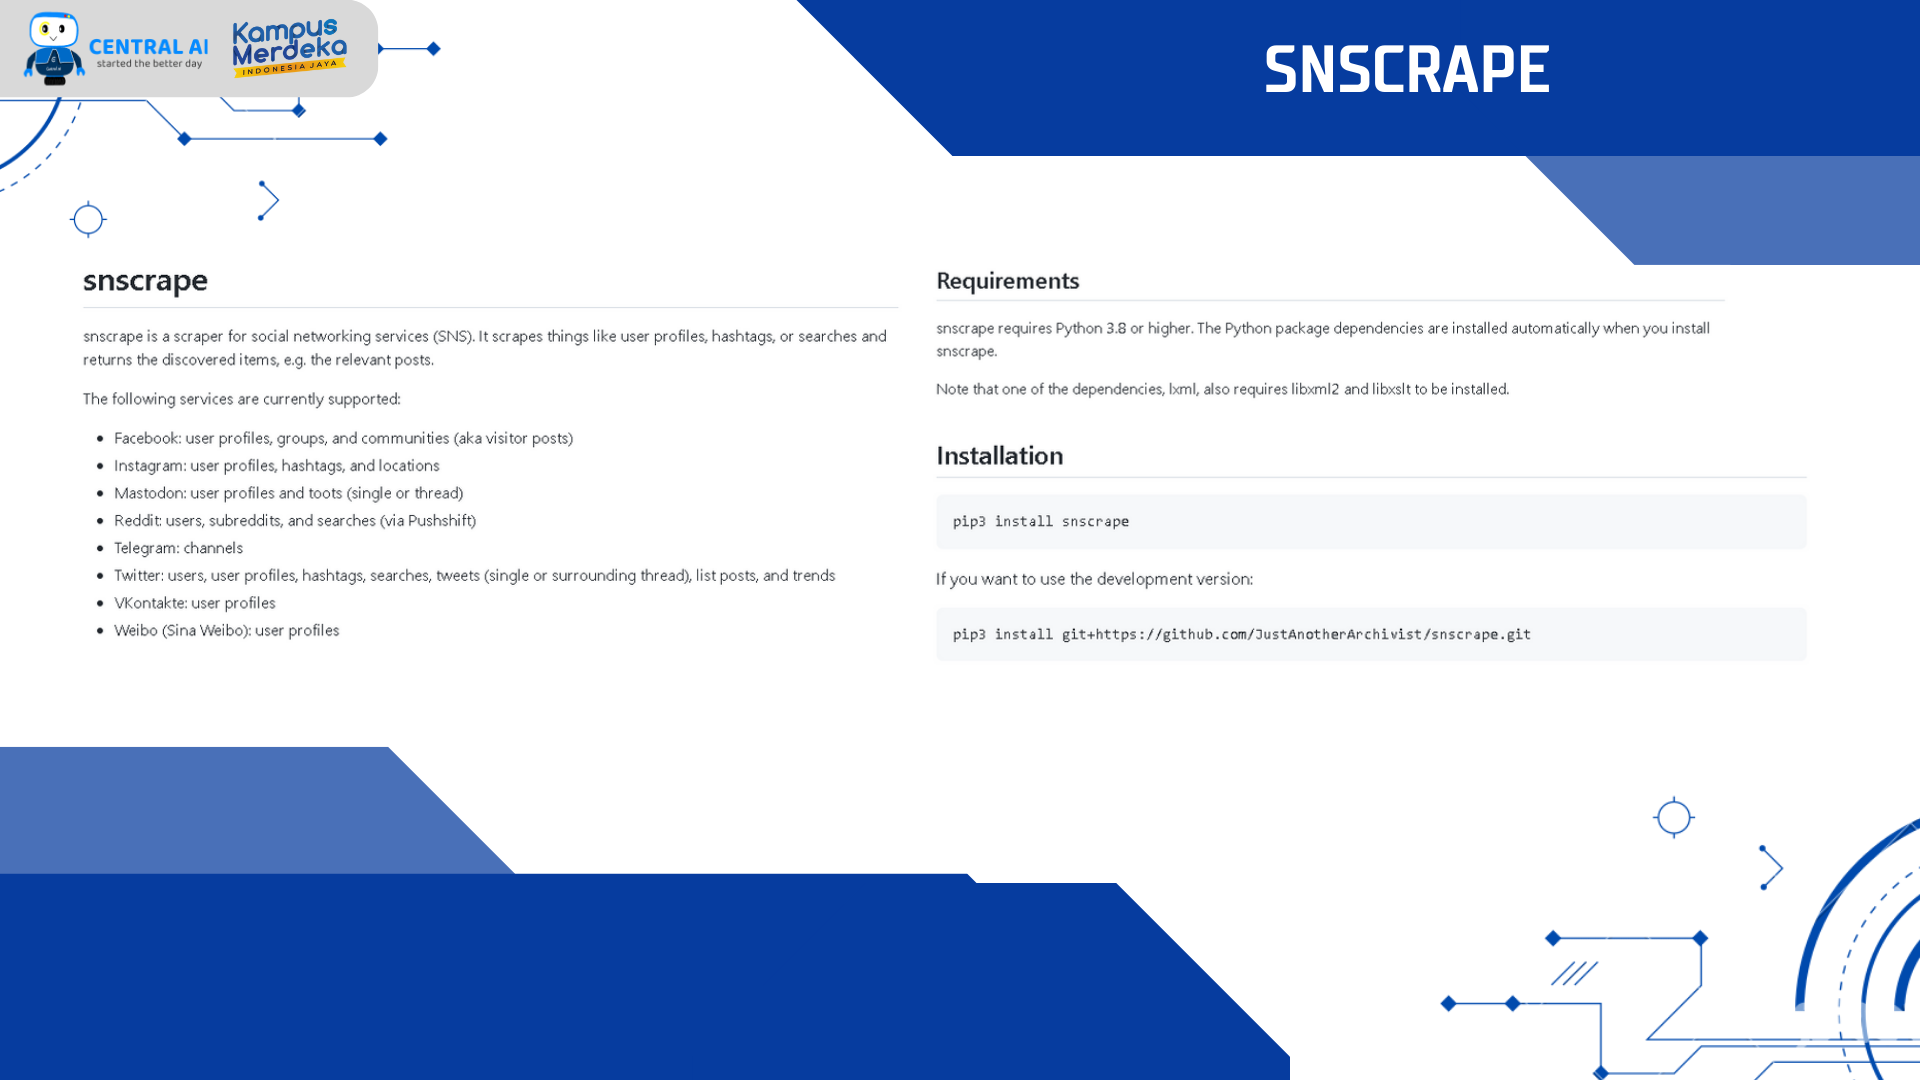 CENTRAL AI
started the better day
Kampus
Merdeka
INDONESIA JAYA
SNSCRAPE
snscrape
snscrape is a scraper for social networking services (SNS). It scrapes things like user profiles, hashtags, or searches and
returns the discovered items, e.g. the relevant posts.
The following services are currently supported:
• Facebook: user profiles, groups, and communities (aka visitor posts)
• Instagram: user profiles, hashtags, and locations
• Mastodon: user profiles and toots (single or thread)
• Reddit: users, subreddits, and searches (via Pushshift)
• Telegram: channels
• Twitter: users, user profiles, hashtags, searches, tweets (single or surrounding thread), list posts, and trends
• VKontakte: user profiles
• Weibo (Sina Weibo): user profiles
Requirements
snscrape requires Python 3.8 or higher. The Python package dependencies are installed automatically when you install
snscrape.
Note that one of the dependencies, lxml, also requires libxml2 and libxslt to be installed.
Installation
pip3 install snscrape
If you want to use the development version:
pip3 install git+https://github.com/JustAnotherArchivist/snscrape.git